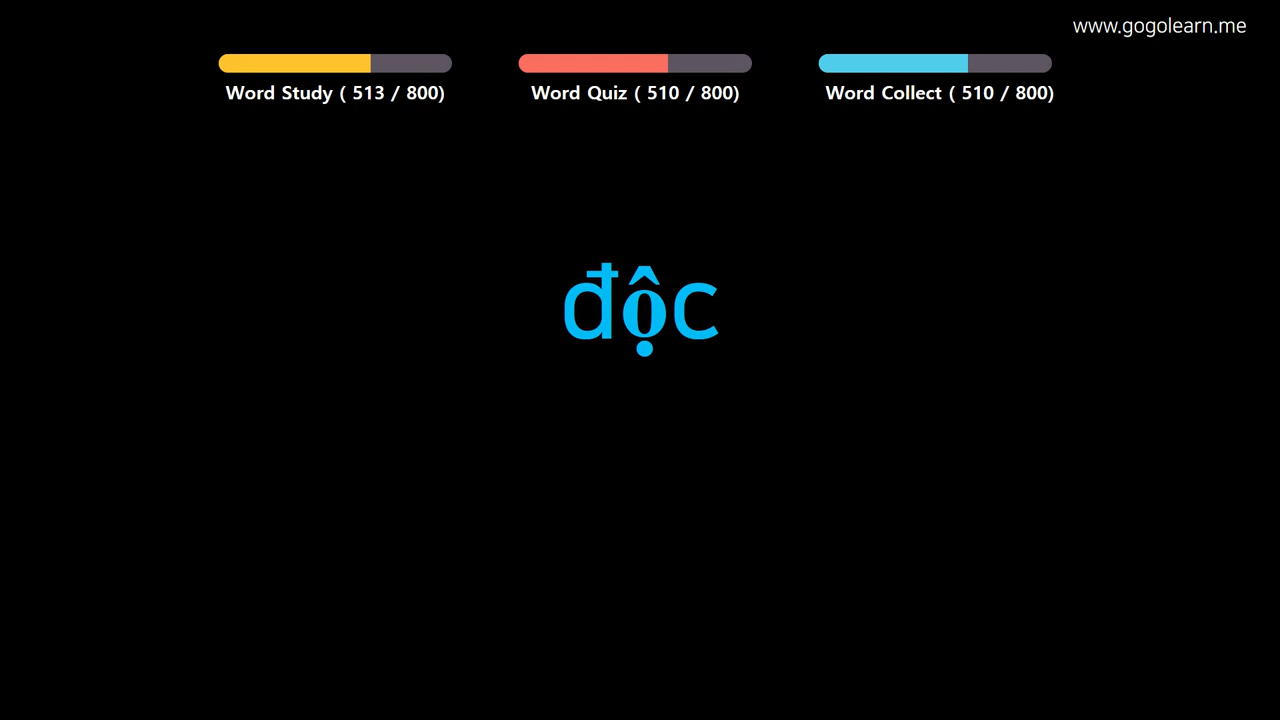 www.gogolearn.me
Word Study ( 513 / 800)
Word Quiz ( 510 / 800)
Word Collect ( 510 / 800)
độc